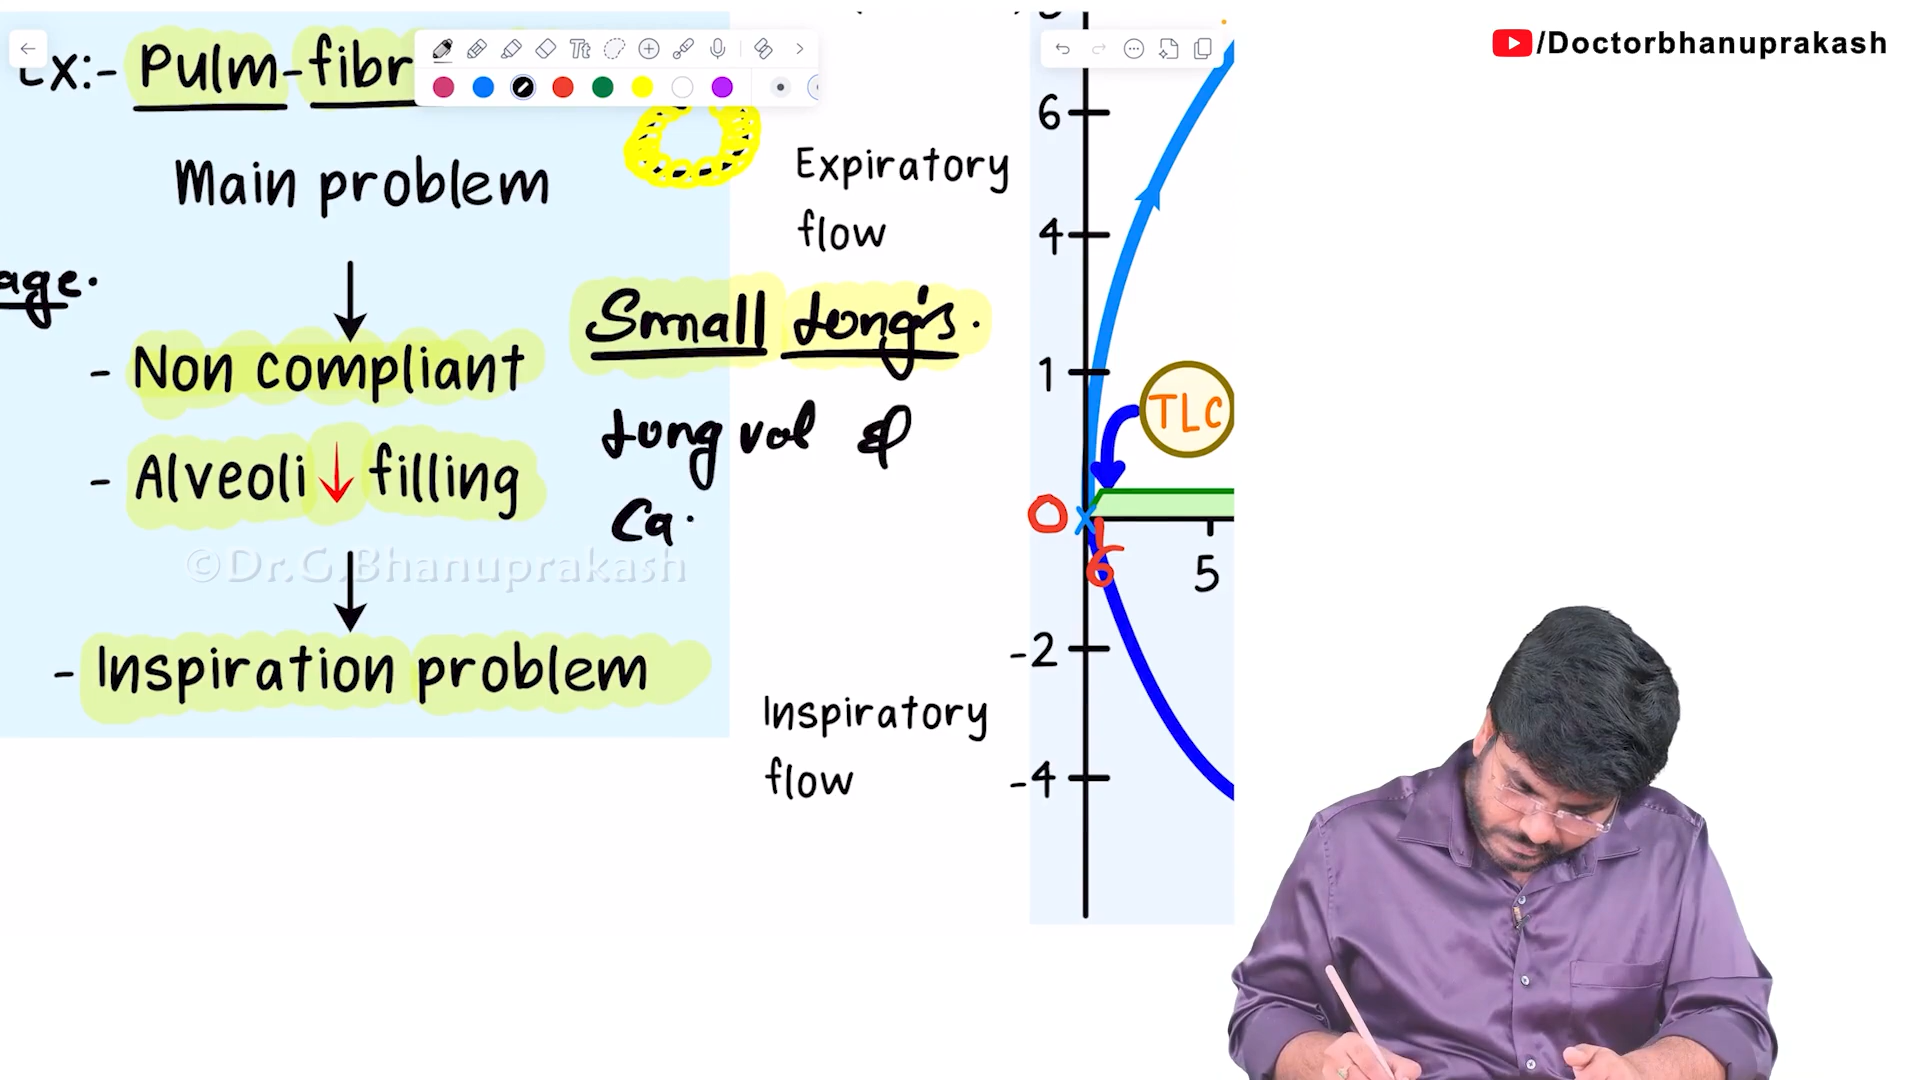 /Doctorbhanuprakash
Ex:- Pulm-fibr
Main problem
age.
- Non compliant
- Alveoli ↓ filling
©Dr.G.Bhanuprakash
- Inspiration problem
Small Lung's.
Lung vol &
Ca.
Expiratory
flow
Inspiratory
flow
6
4
1
TLC
0
6
5
-2
-4